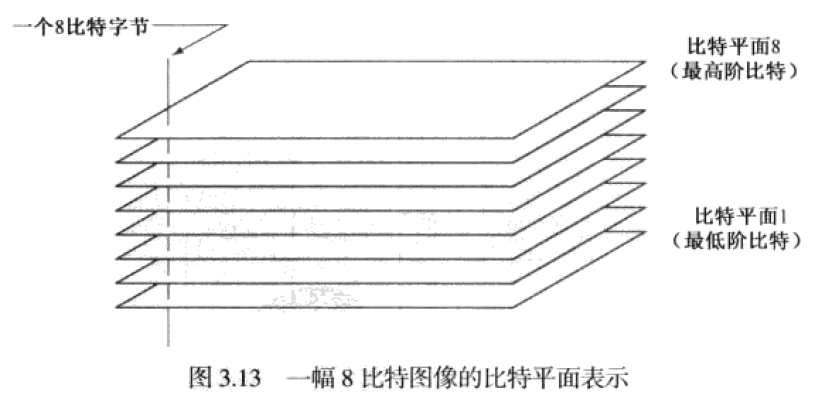 一个8比特字节
比特平面8
（最高阶比特）
比特平面1
（最低阶比特）
图 3.13 一幅 8 比特图像的比特平面表示